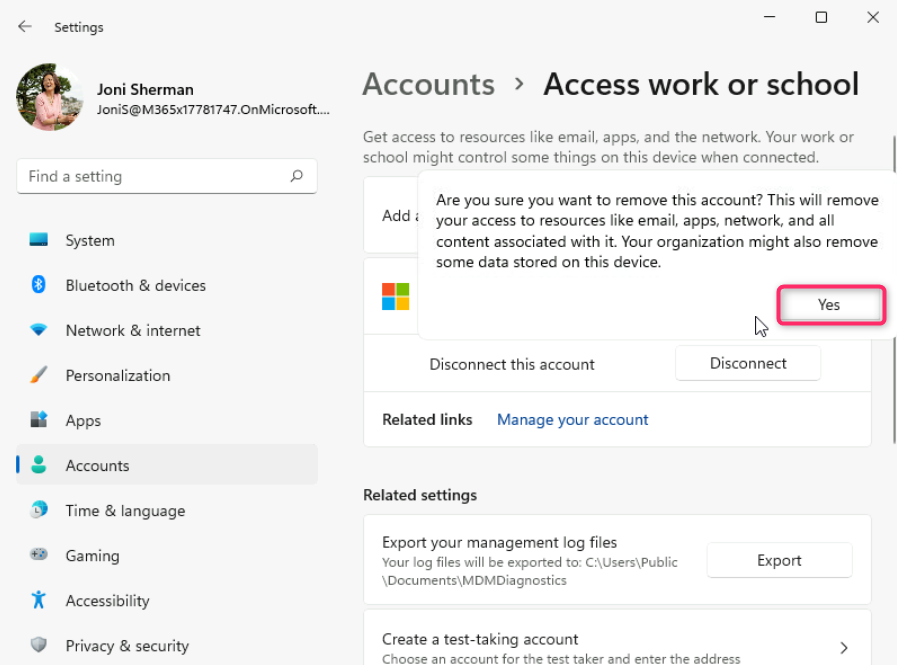 Settings
Joni Sherman
JoniS@M365x17781747.OnMicrosoft....
Find a setting
System
Bluetooth & devices
Network & internet
Personalization
Apps
Accounts
Time & language
Gaming
Accessibility
Privacy & security
Accounts > Access work or school
Get access to resources like email, apps, and the network. Your work or
school might control some things on this device when connected.
Add a
Are you sure you want to remove this account? This will remove
your access to resources like email, apps, network, and all
content associated with it. Your organization might also remove
some data stored on this device.
Yes
Disconnect this account
Disconnect
Related links Manage your account
Related settings
Export your management log files
Your log files will be exported to: C:\Users\Public
\Documents\MDMDiagnostics
Export
Create a test-taking account
Choose an account for the test taker and enter the address